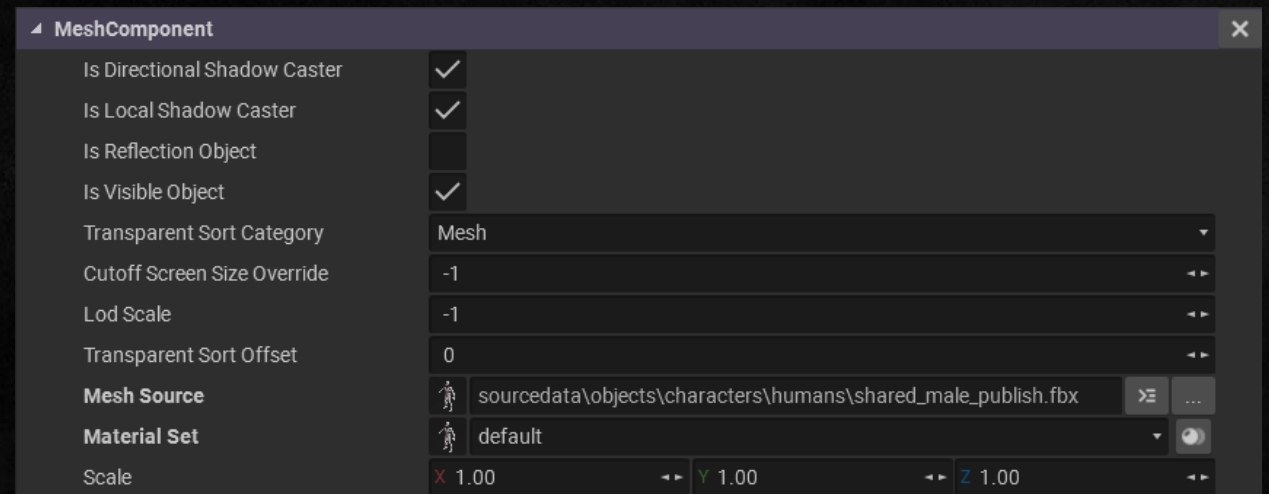 MeshComponent
Is Directional Shadow Caster
Is Local Shadow Caster
Is Reflection Object
Is Visible Object
Transparent Sort Category Mesh
Cutoff Screen Size Override -1
Lod Scale -1
Transparent Sort Offset 0
Mesh Source sourcedata\objects\characters\humans\shared_male_publish.fbx ...
Material Set default
Scale X 1.00 Y 1.00 Z 1.00